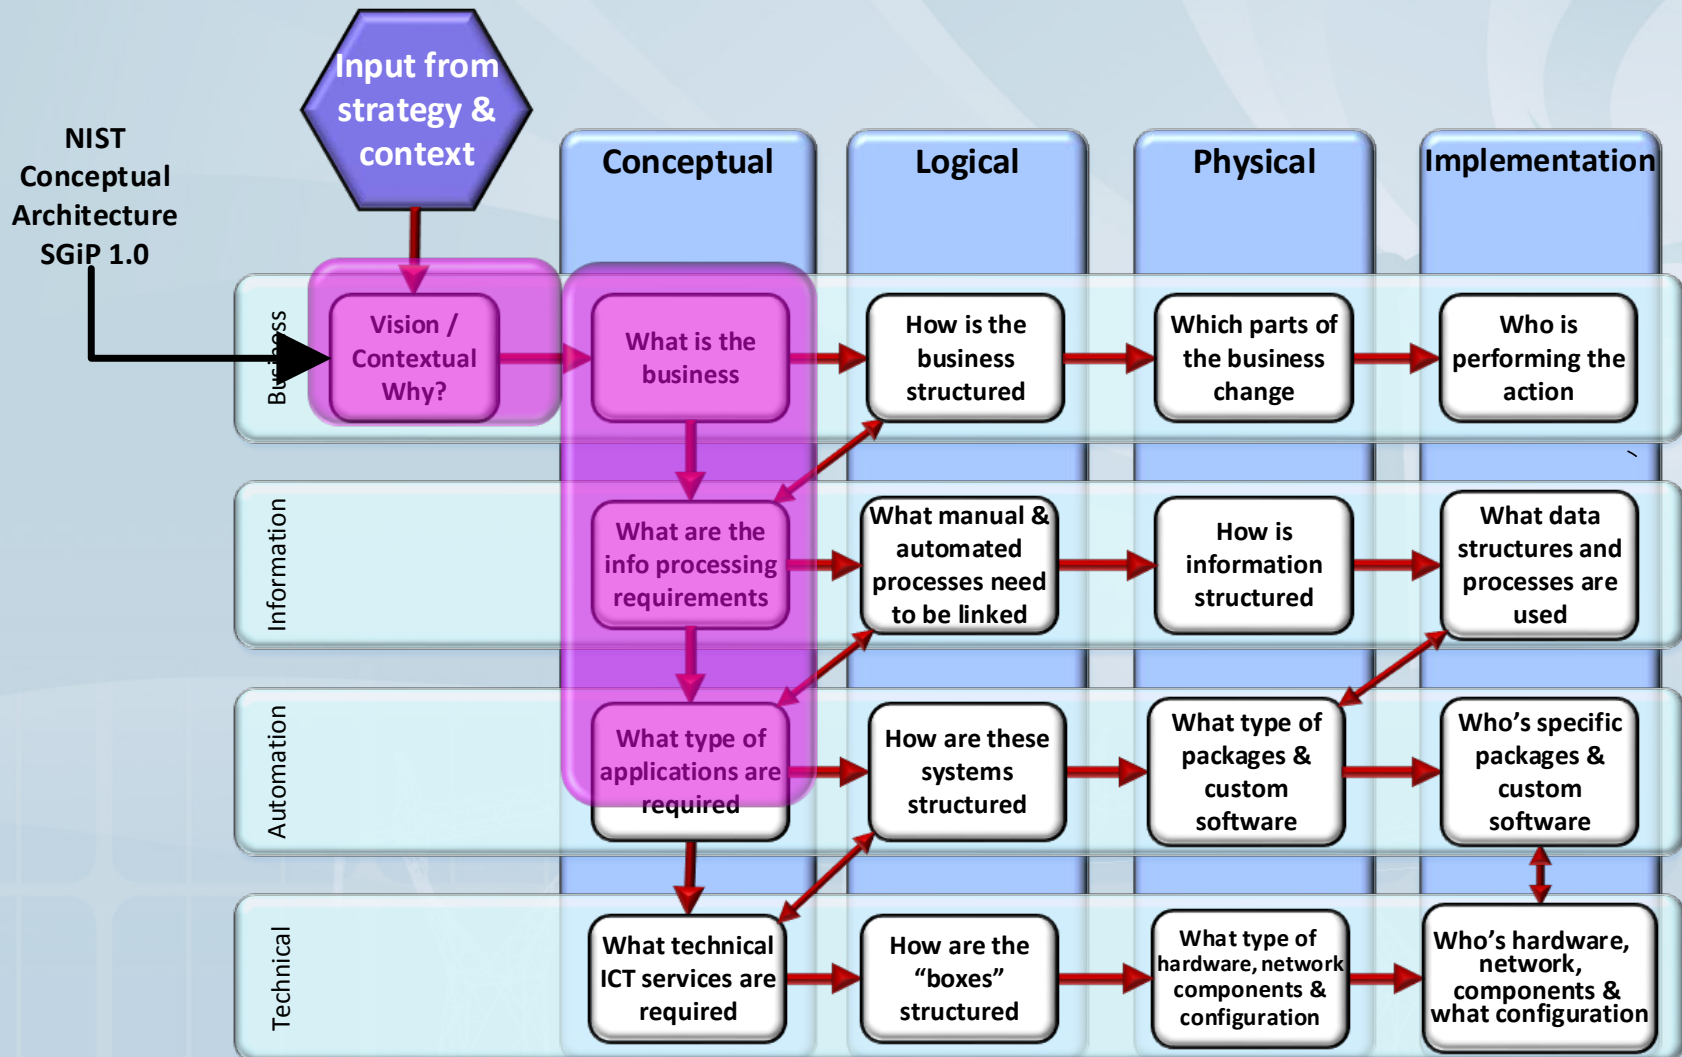 Input from
strategy &
context
NIST
Conceptual
Architecture
SGiP 1.0
Conceptual
Logical
Physical
Implementation
Business
Vision /
Contextual
Why?
What is the
business
How is the
business
structured
Which parts of
the business
change
Who is
performing the
action
Information
What are the
info processing
requirements
What manual &
automated
processes need
to be linked
How is
information
structured
What data
structures and
processes are
used
Automation
What type of
applications are
required
How are these
systems
structured
What type of
packages &
custom
software
Who's specific
packages &
custom
software
Technical
What technical
ICT services are
required
How are the
“boxes”
structured
What type of
hardware, network
components &
configuration
Who's hardware,
network,
components &
what configuration